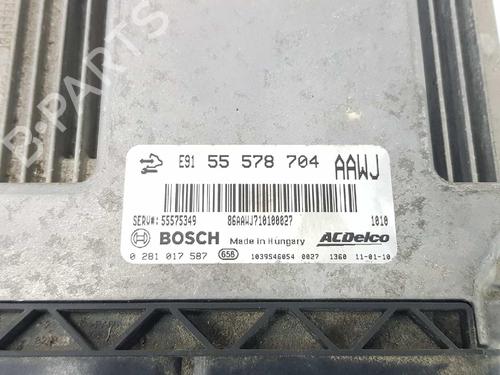 B-PARTS
E91 55 578 704 AAWJ
SERV#: 55575349 86AAWJ710100027 1010
BOSCH Made in Hungary ACDelco
0 281 017 587 658 1039S46054 0027 1360 11-01-10